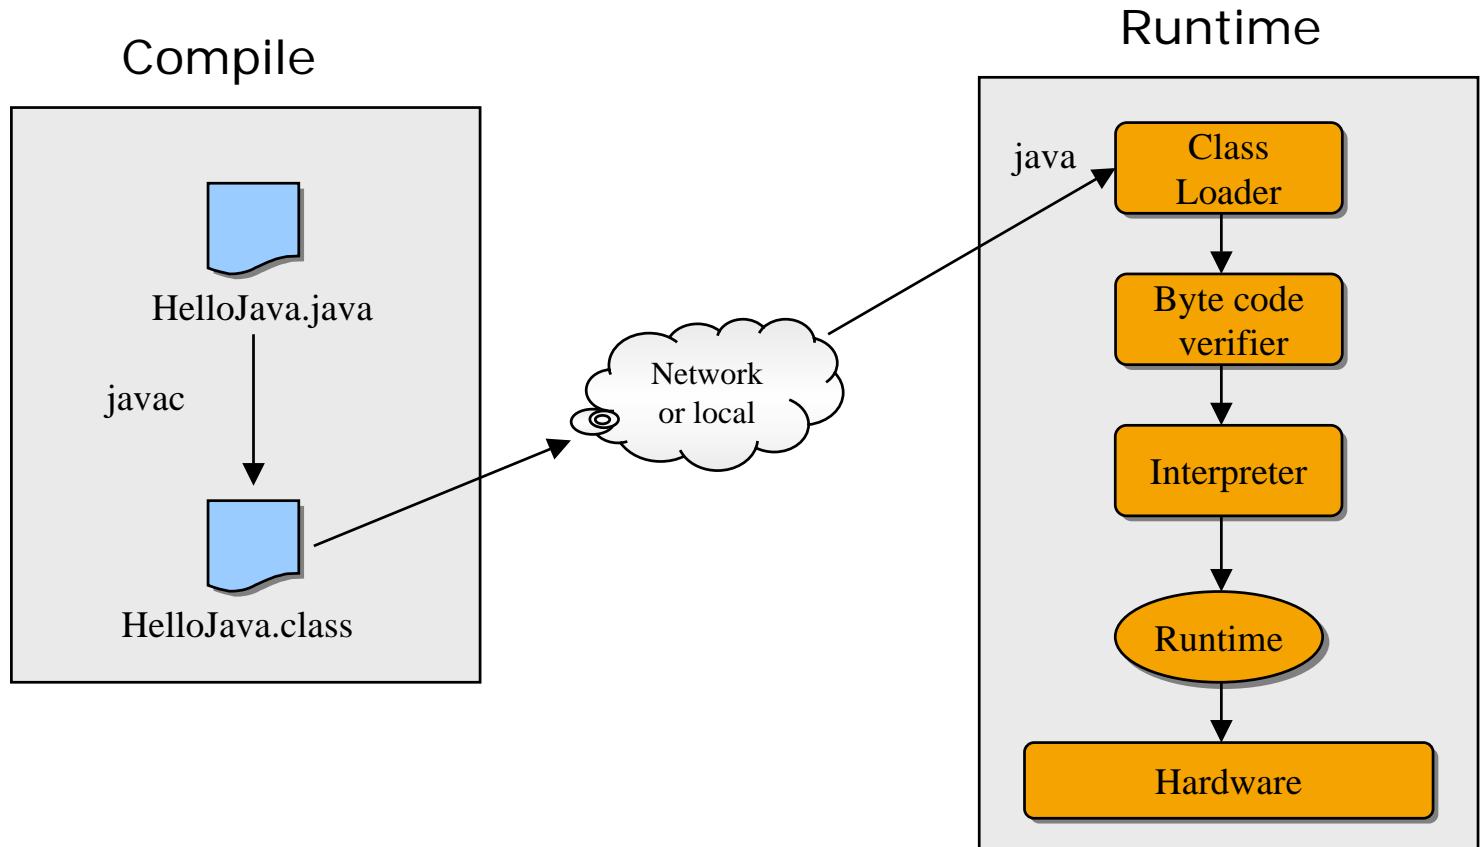 Compile
HelloJava.java
javac
HelloJava.class
Network
or local
Runtime
java
Class
Loader
Byte code
verifier
Interpreter
Runtime
Hardware